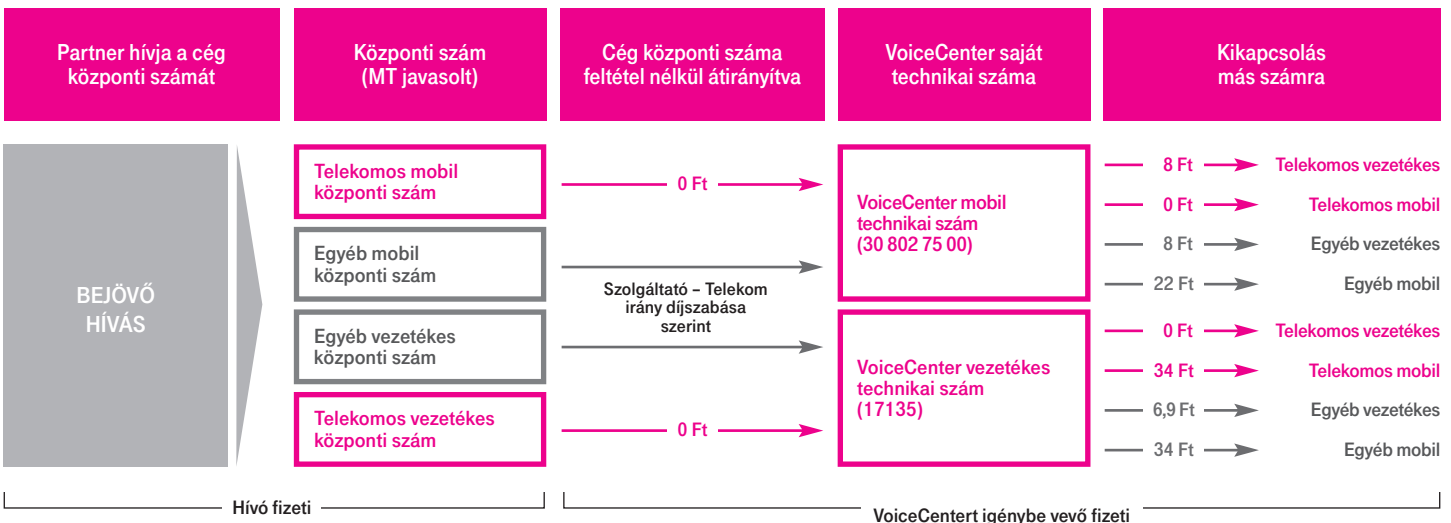 Partner hívja a cég
központi számát
Központi szám
(MT javasolt)
Cég központi száma
feltétel nélkül átirányítva
VoiceCenter saját
technikai száma
Kikapcsolás
más számra
BEJÖVŐ
HÍVÁS
Telekomos mobil
központi szám
Egyéb mobil
központi szám
Egyéb vezetékes
központi szám
Telekomos vezetékes
központi szám
0 Ft
Szolgáltató – Telekom
irány díjszabása
szerint
0 Ft
VoiceCenter mobil
technikai szám
(30 802 75 00)
VoiceCenter vezetékes
technikai szám
(17135)
8 Ft Telekomos vezetékes
0 Ft Telekomos mobil
8 Ft Egyéb vezetékes
22 Ft Egyéb mobil
0 Ft Telekomos vezetékes
34 Ft Telekomos mobil
6,9 Ft Egyéb vezetékes
34 Ft Egyéb mobil
Hívó fizeti
VoiceCentert igénybe vevő fizeti